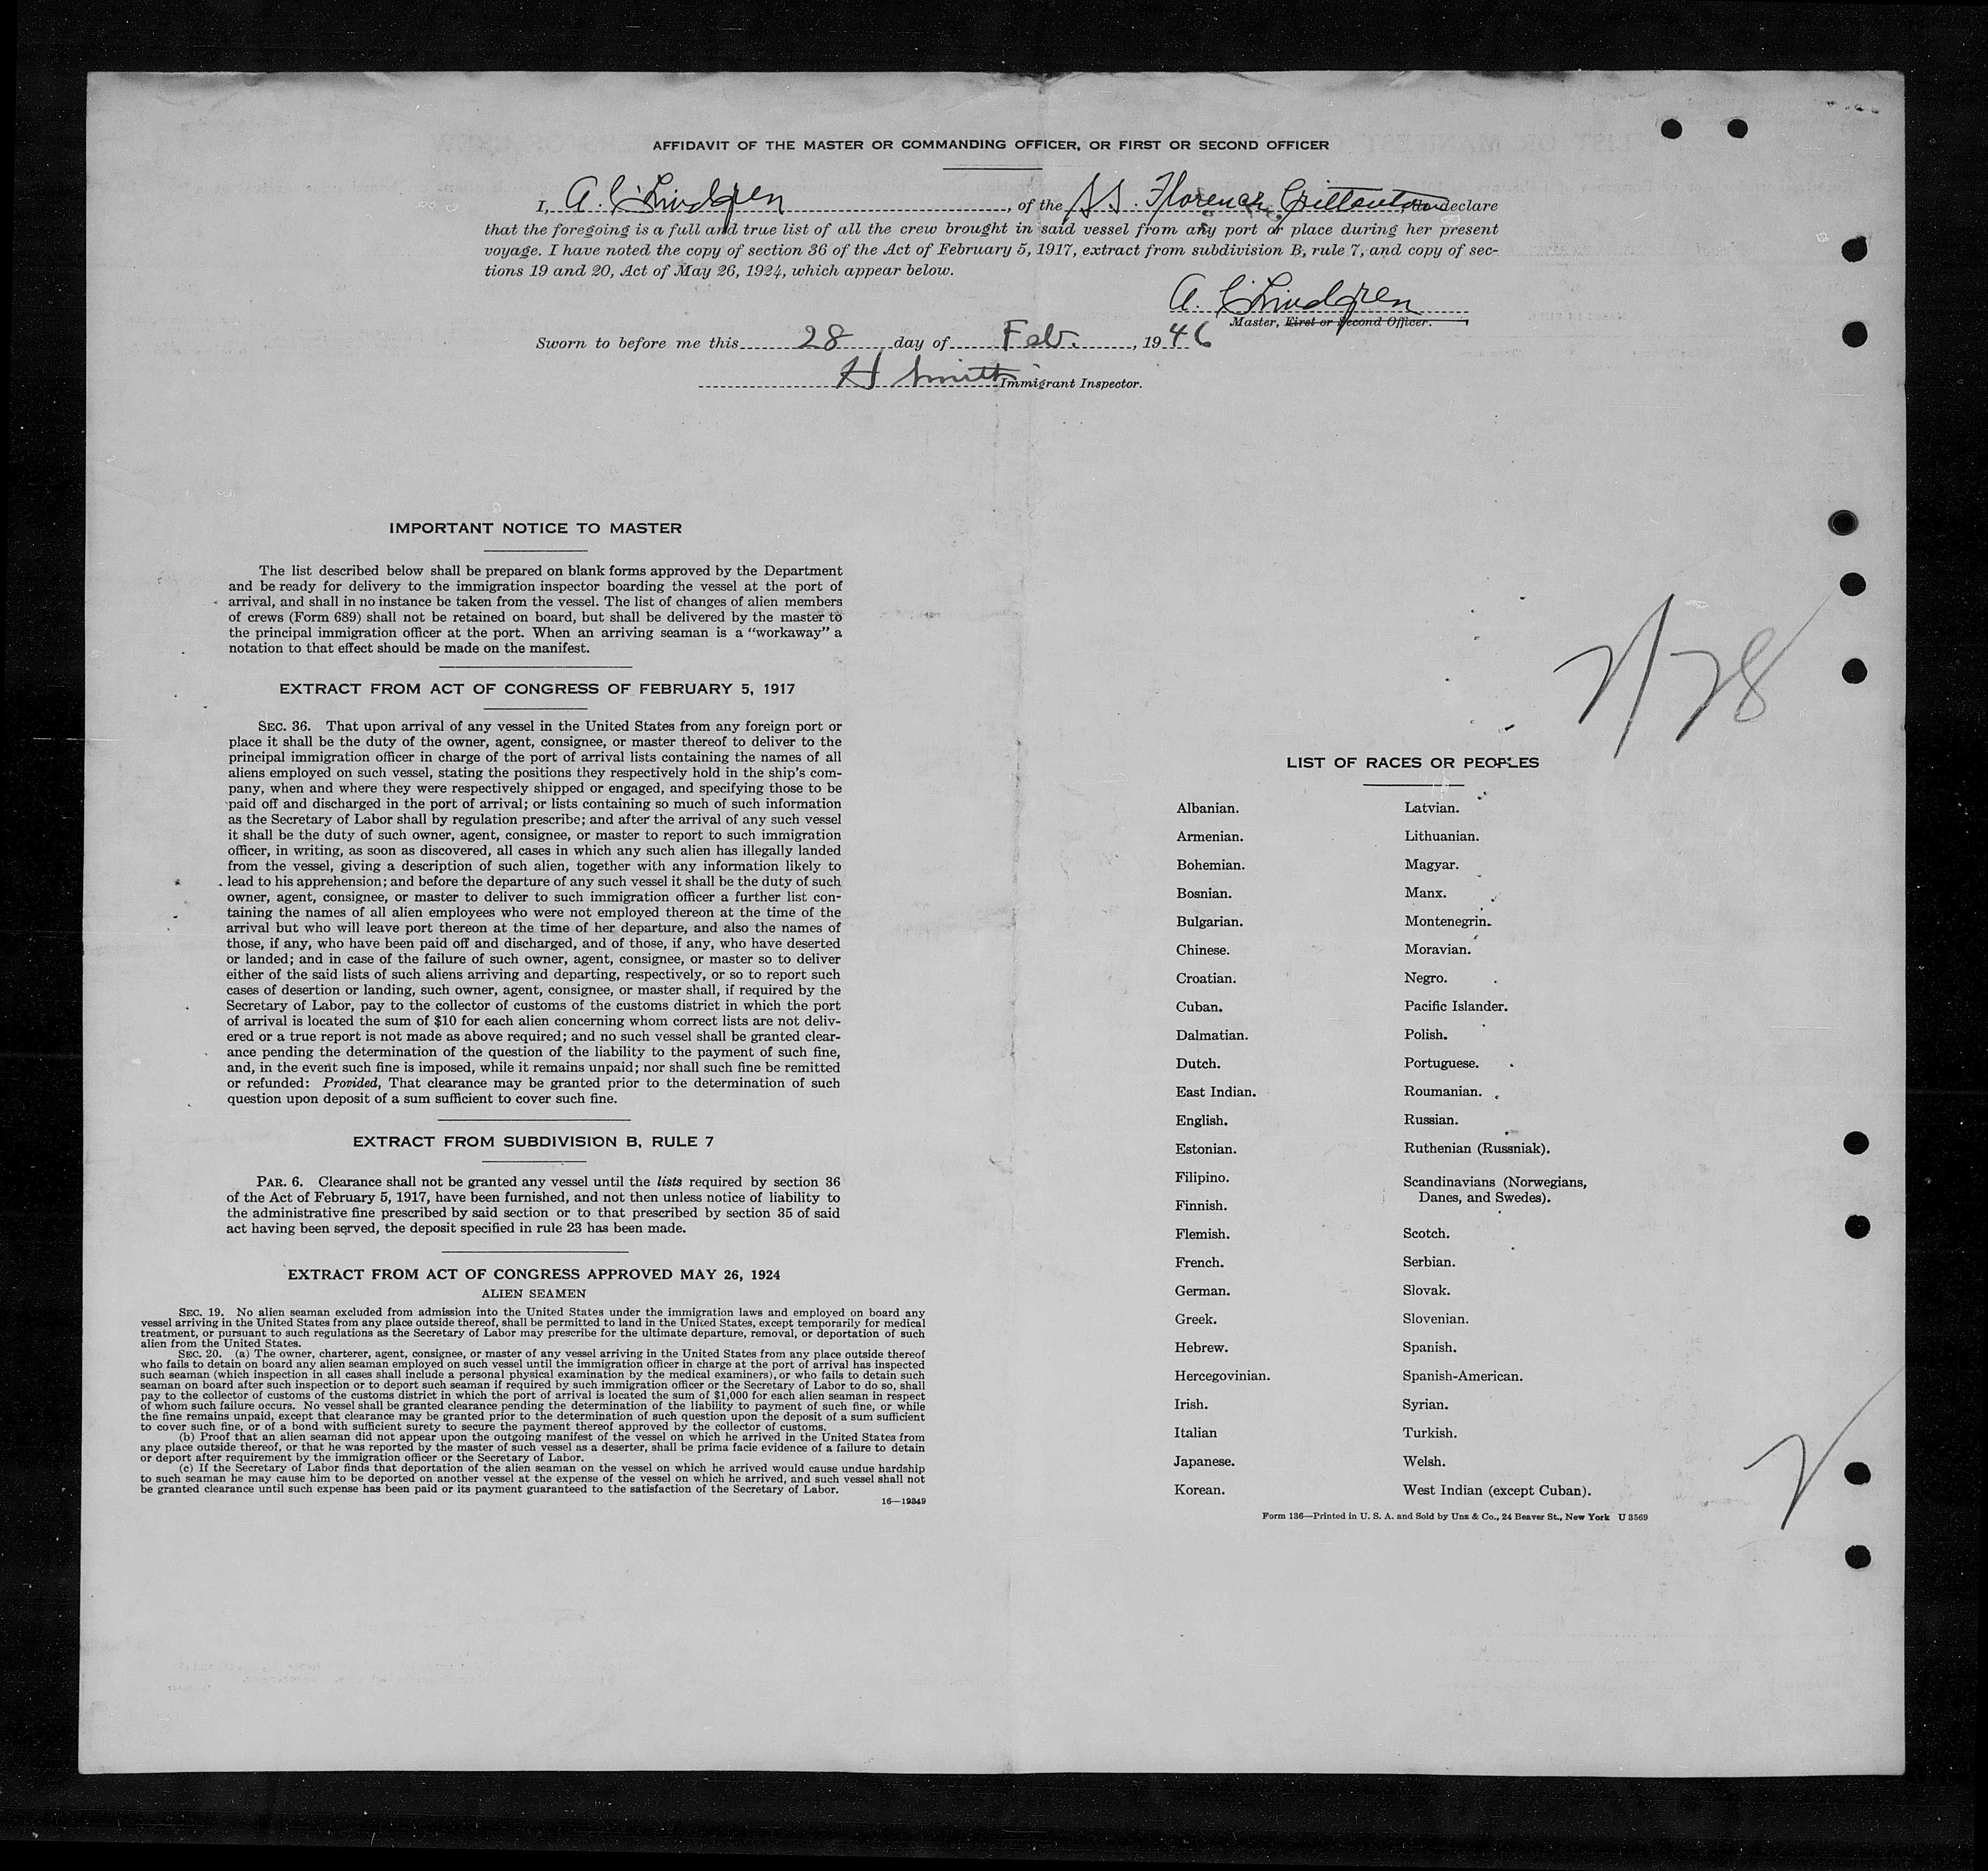 AFFIDAVIT OF THE MASTER OR COMMANDING OFFICER, OR FIRST OR SECOND OFFICER
I, A. C. Lindgren, of the SS. Florence Crittenton, do declare
that the foregoing is a full and true list of all the crew brought in said vessel from any port or place during her present
voyage. I have noted the copy of section 36 of the Act of February 5, 1917, extract from subdivision B, rule 7, and copy of sec-
tions 19 and 20, Act of May 26, 1924, which appear below.
A. C. Lindgren
Master, First or Second Officer.
Sworn to before me this 28 day of Feb., 1946
H Smith Immigrant Inspector.
IMPORTANT NOTICE TO MASTER
The list described below shall be prepared on blank forms approved by the Department
and be ready for delivery to the immigration inspector boarding the vessel at the port of
arrival, and shall in no instance be taken from the vessel. The list of changes of alien members
of crews (Form 689) shall not be retained on board, but shall be delivered by the master to
the principal immigration officer at the port. When an arriving seaman is a "workaway" a
notation to that effect should be made on the manifest.
EXTRACT FROM ACT OF CONGRESS OF FEBRUARY 5, 1917
SEC. 36. That upon arrival of any vessel in the United States from any foreign port or
place it shall be the duty of the owner, agent, consignee, or master thereof to deliver to the
principal immigration officer in charge of the port of arrival lists containing the names of all
aliens employed on such vessel, stating the positions they respectively hold in the ship's com-
pany, when and where they were respectively shipped or engaged, and specifying those to be
paid off and discharged in the port of arrival; or lists containing so much of such information
as the Secretary of Labor shall by regulation prescribe; and after the arrival of any such vessel
it shall be the duty of such owner, agent, consignee, or master to report to such immigration
officer, in writing, as soon as discovered, all cases in which any such alien has illegally landed
from the vessel, giving a description of such alien, together with any information likely to
lead to his apprehension; and before the departure of any such vessel it shall be the duty of such
owner, agent, consignee, or master to deliver to such immigration officer a further list con-
taining the names of all alien employees who were not employed thereon at the time of the
arrival but who will leave port thereon at the time of her departure, and also the names of
those, if any, who have been paid off and discharged, and of those, if any, who have deserted
or landed; and in case of the failure of such owner, agent, consignee, or master so to deliver
either of the said lists of such aliens arriving and departing, respectively, or so to report such
cases of desertion or landing, such owner, agent, consignee, or master shall, if required by the
Secretary of Labor, pay to the collector of customs of the customs district in which the port
of arrival is located the sum of $10 for each alien concerning whom correct lists are not deliv-
ered or a true report is not made as above required; and no such vessel shall be granted clear-
ance pending the determination of the question of the liability to the payment of such fine,
and, in the event such fine is imposed, while it remains unpaid; nor shall such fine be remitted
or refunded: Provided, That clearance may be granted prior to the determination of such
question upon deposit of a sum sufficient to cover such fine.
EXTRACT FROM SUBDIVISION B, RULE 7
PAR. 6. Clearance shall not be granted any vessel until the lists required by section 36
of the Act of February 5, 1917, have been furnished, and not then unless notice of liability to
the administrative fine prescribed by said section or to that prescribed by section 35 of said
act having been served, the deposit specified in rule 23 has been made.
EXTRACT FROM ACT OF CONGRESS APPROVED MAY 26, 1924
ALIEN SEAMEN
SEC. 19. No alien seaman excluded from admission into the United States under the immigration laws and employed on board any
vessel arriving in the United States from any place outside thereof, shall be permitted to land in the United States, except temporarily for medical
treatment, or pursuant to such regulations as the Secretary of Labor may prescribe for the ultimate departure, removal, or deportation of such
alien from the United States.
SEC. 20. (a) The owner, charterer, agent, consignee, or master of any vessel arriving in the United States from any place outside thereof
who fails to detain on board any alien seaman employed on such vessel until the immigration officer in charge at the port of arrival has inspected
such seaman (which inspection in all cases shall include a personal physical examination by the medical examiners), or who fails to detain such
seaman on board after such inspection or to deport such seaman if required by such immigration officer or the Secretary of Labor to do so, shall
pay to the collector of customs of the customs district in which the port of arrival is located the sum of $1,000 for each alien seaman in respect
of whom such failure occurs. No vessel shall be granted clearance pending the determination of the liability to payment of such fine, or while
the fine remains unpaid, except that clearance may be granted prior to the determination of such question upon the deposit of a sum sufficient
to cover such fine, or of a bond with sufficient surety to secure the payment thereof approved by the collector of customs.
(b) Proof that an alien seaman did not appear upon the outgoing manifest of the vessel on which he arrived in the United States from
any place outside thereof, or that he was reported by the master of such vessel as a deserter, shall be prima facie evidence of a failure to detain
or deport after requirement by the immigration officer or the Secretary of Labor.
(c) If the Secretary of Labor finds that deportation of the alien seaman on the vessel on which he arrived would cause undue hardship
to such seaman he may cause him to be deported on another vessel at the expense of the vessel on which he arrived, and such vessel shall not
be granted clearance until such expense has been paid or its payment guaranteed to the satisfaction of the Secretary of Labor.
16—19349
2/28
LIST OF RACES OR PEOPLES
Albanian.
Armenian.
Bohemian.
Bosnian.
Bulgarian.
Chinese.
Croatian.
Cuban.
Dalmatian.
Dutch.
East Indian.
English.
Estonian.
Filipino.
Finnish.
Flemish.
French.
German.
Greek.
Hebrew.
Hercegovinian.
Irish.
Italian
Japanese.
Korean.
Latvian.
Lithuanian.
Magyar.
Manx.
Montenegrin.
Moravian.
Negro.
Pacific Islander.
Polish.
Portuguese.
Roumanian.
Russian.
Ruthenian (Russniak).
Scandinavians (Norwegians,
Danes, and Swedes).
Scotch.
Serbian.
Slovak.
Slovenian.
Spanish.
Spanish-American.
Syrian.
Turkish.
Welsh.
West Indian (except Cuban).
Form 136—Printed in U. S. A. and Sold by Unz & Co., 24 Beaver St., New York U 3569